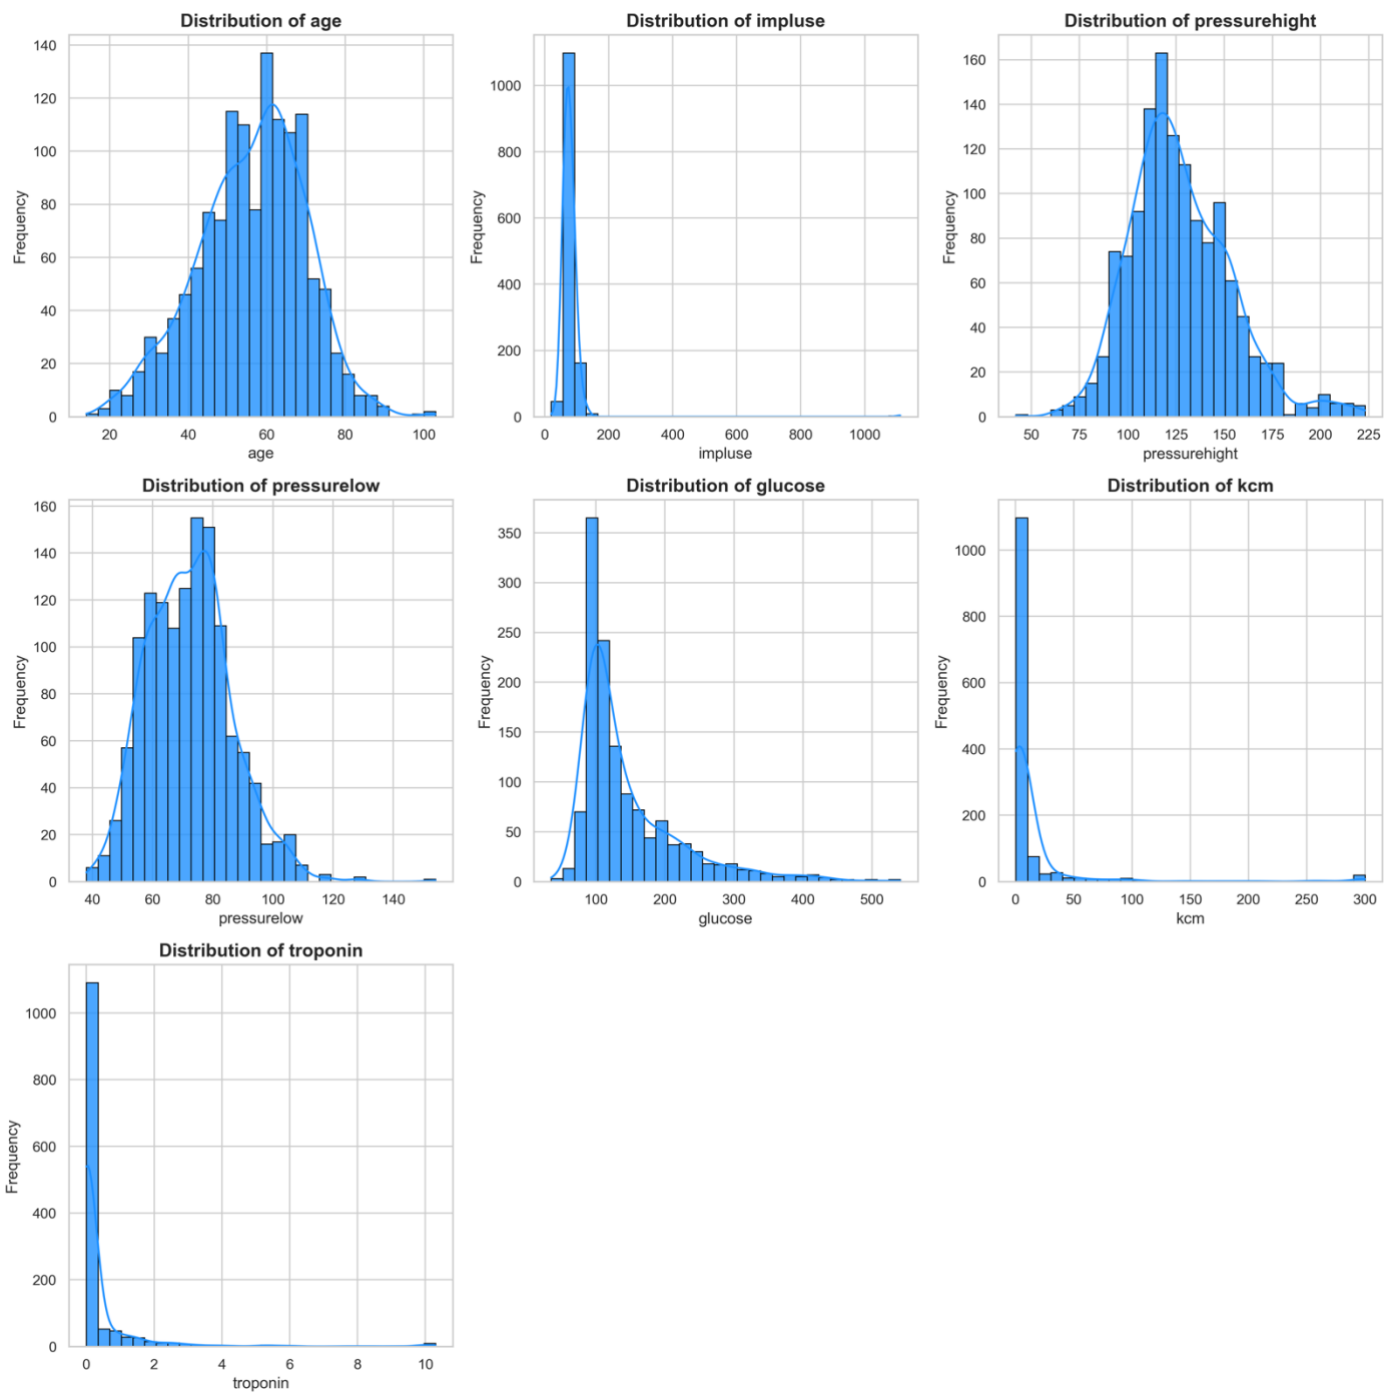 Distribution of age
Frequency
140
120
100
80
60
40
20
0
20 40 60 80 100
age
Distribution of impluse
Frequency
1000
800
600
400
200
0
0 200 400 600 800 1000
impluse
Distribution of pressurehight
Frequency
160
140
120
100
80
60
40
20
0
50 75 100 125 150 175 200 225
pressurehight
Distribution of pressurelow
Frequency
160
140
120
100
80
60
40
20
0
40 60 80 100 120 140
pressurelow
Distribution of glucose
Frequency
350
300
250
200
150
100
50
0
100 200 300 400 500
glucose
Distribution of kcm
Frequency
1000
800
600
400
200
0
0 50 100 150 200 250 300
kcm
Distribution of troponin
Frequency
1000
800
600
400
200
0
0 2 4 6 8 10
troponin